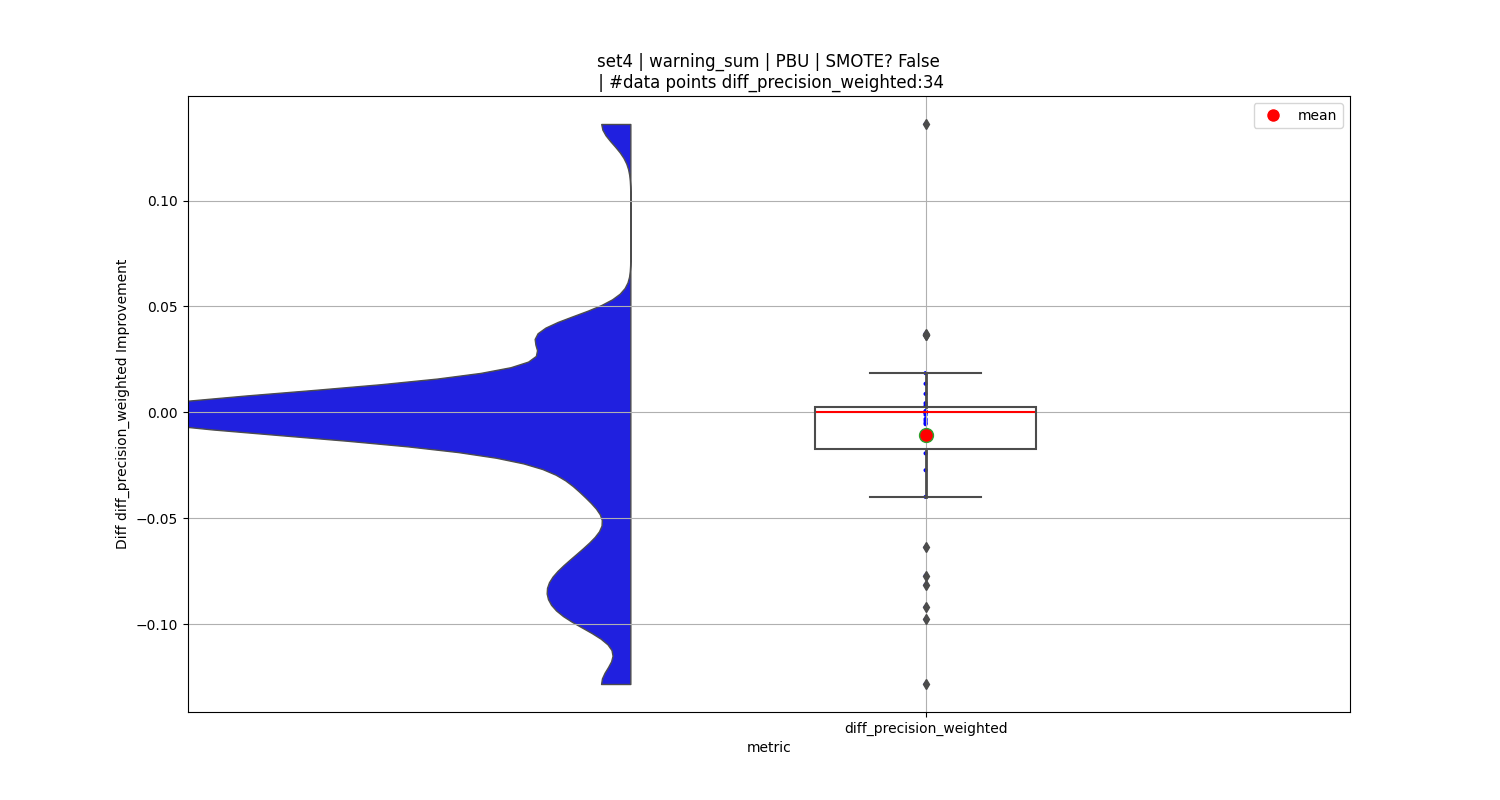 set4 | warning_sum | PBU | SMOTE? False
| #data points diff_precision_weighted:34
mean
0.10
0.05
0.00
−0.05
−0.10
Diff diff_precision_weighted Improvement
diff_precision_weighted
metric